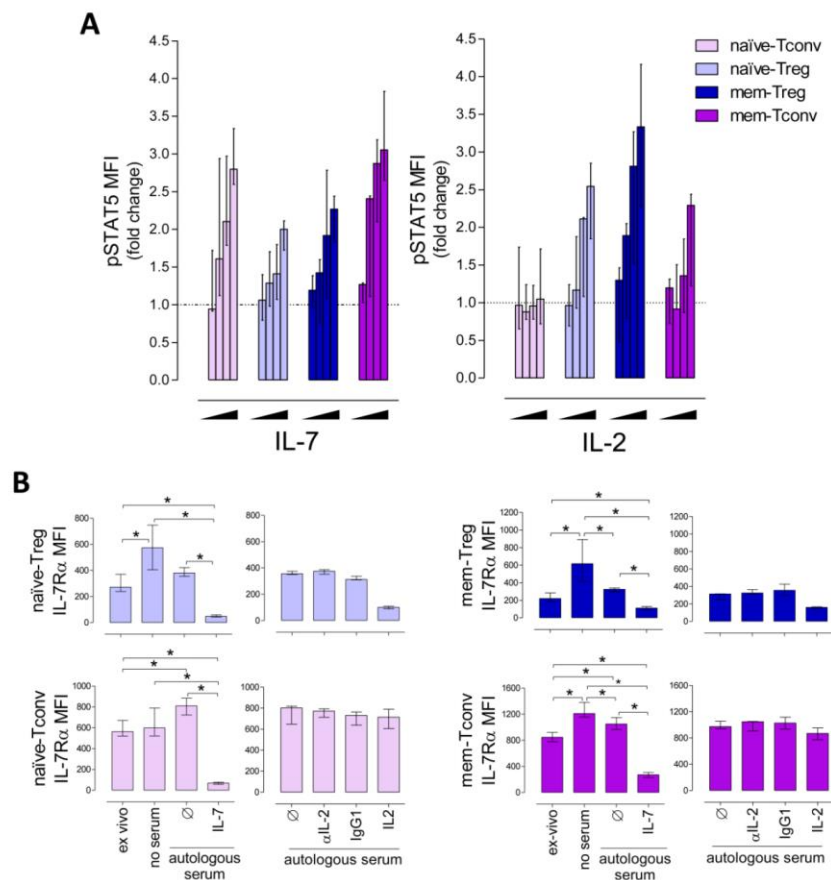 A
pSTAT5 MFI
(fold change)
4.5
4.0
3.5
3.0
2.5
2.0
1.5
1.0
0.5
0.0
IL-7
pSTAT5 MFI
(fold change)
4.5
4.0
3.5
3.0
2.5
2.0
1.5
1.0
0.5
0.0
IL-2
naïve-Tconv
naïve-Treg
mem-Treg
mem-Tconv
B
naïve-Treg
IL-7Rα MFI
800
600
400
200
0
* * * *
800
600
400
200
0
mem-Treg
IL-7Rα MFI
1200
1000
800
600
400
200
0
* * * * *
1200
1000
800
600
400
200
0
naïve-Tconv
IL-7Rα MFI
1000
800
600
400
200
0
* * * *
1000
800
600
400
200
0
mem-Tconv
IL-7Rα MFI
1600
1200
800
400
0
* * * * * *
1600
1200
800
400
0
ex vivo
no serum
∅
IL-7
autologous
serum
∅
αIL-2
IgG1
IL2
autologous serum
ex-vivo
no serum
∅
IL-7
autologous
serum
∅
αIL-2
IgG1
IL-2
autologous serum